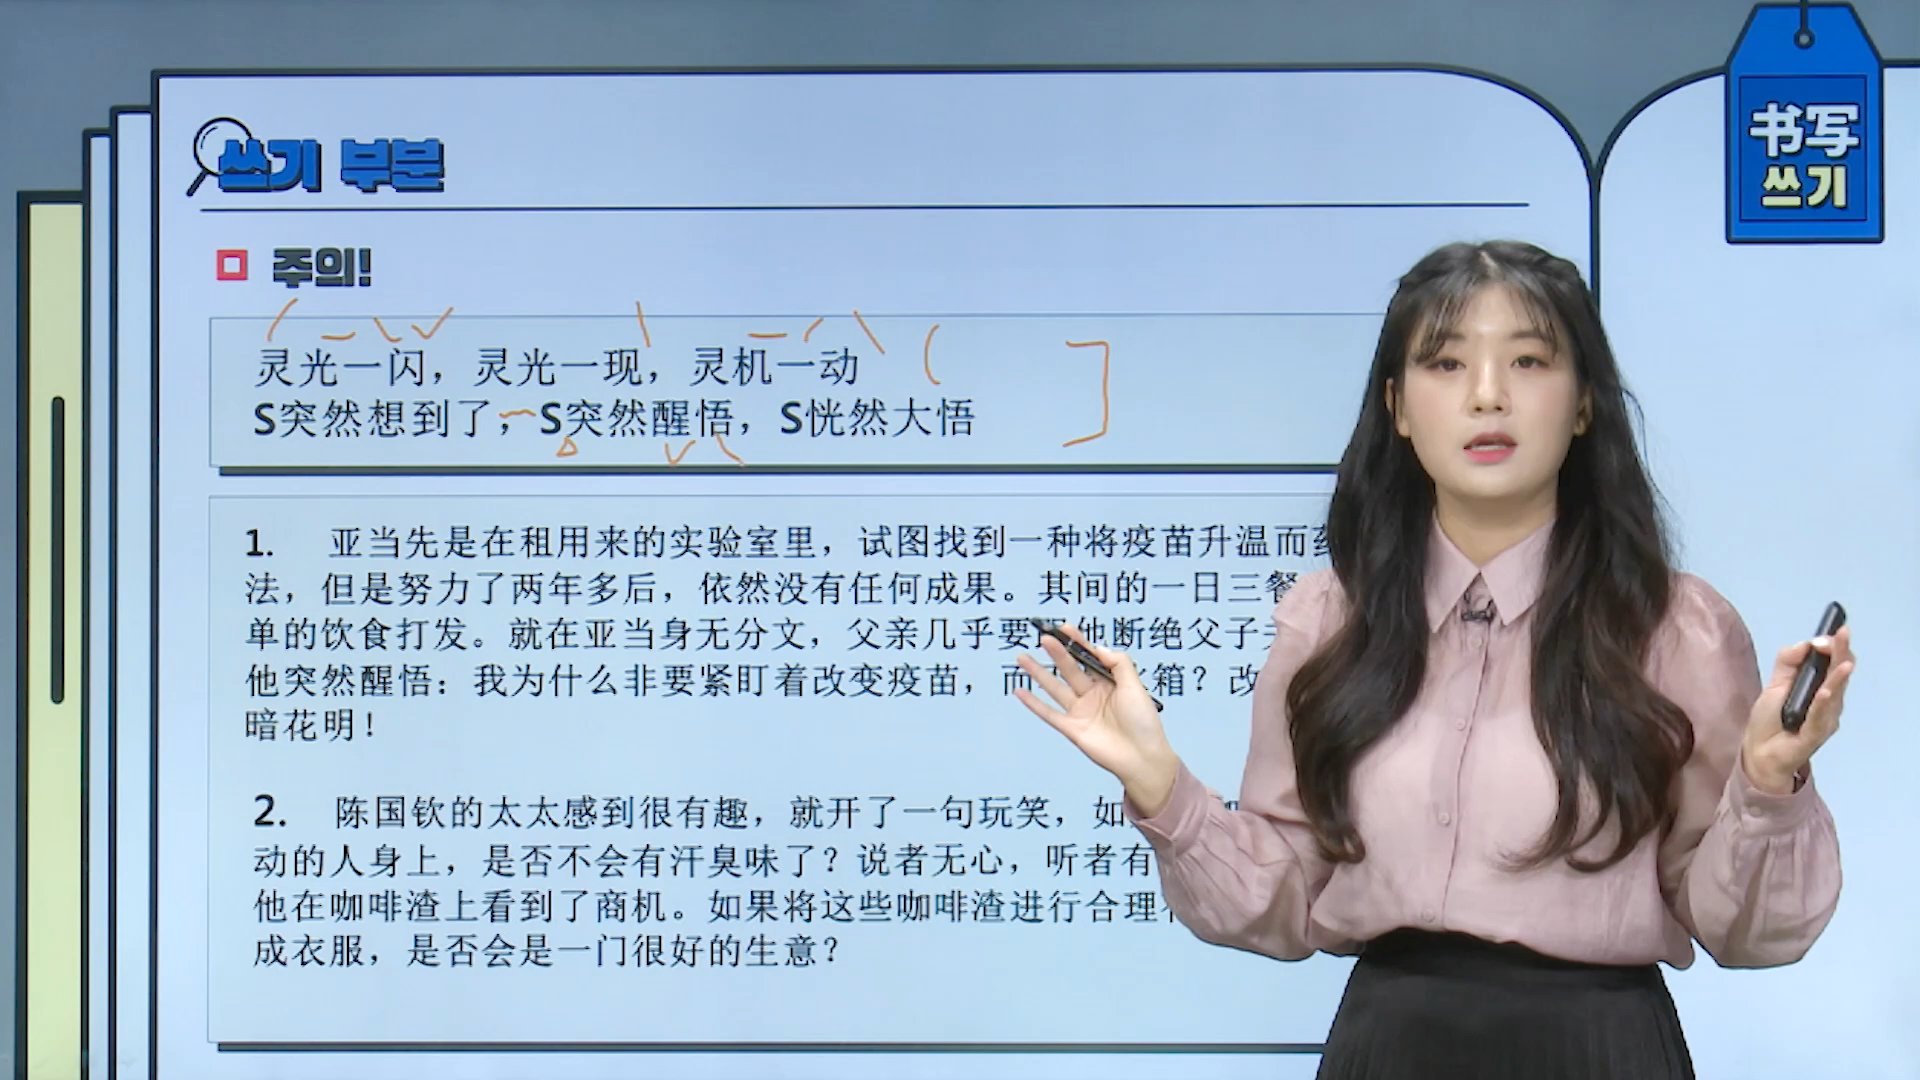 쓰기 부분
书写
쓰기
주의!
灵光一闪，灵光一现，灵机一动
S突然想到了，S突然醒悟，S恍然大悟
1. 亚当先是在租用来的实验室里，试图找到一种将疫苗升温而
法，但是努力了两年多后，依然没有任何成果。其间的一日三餐
单的饮食打发。就在亚当身无分文，父亲几乎要 他断绝父子
他突然醒悟：我为什么非要紧盯着改变疫苗，而 箱？改
暗花明！
2. 陈国钦的太太感到很有趣，就开了一句玩笑，如
动的人身上，是否不会有汗臭味了？说者无心，听者有
他在咖啡渣上看到了商机。如果将这些咖啡渣进行合理
成衣服，是否会是一门很好的生意？